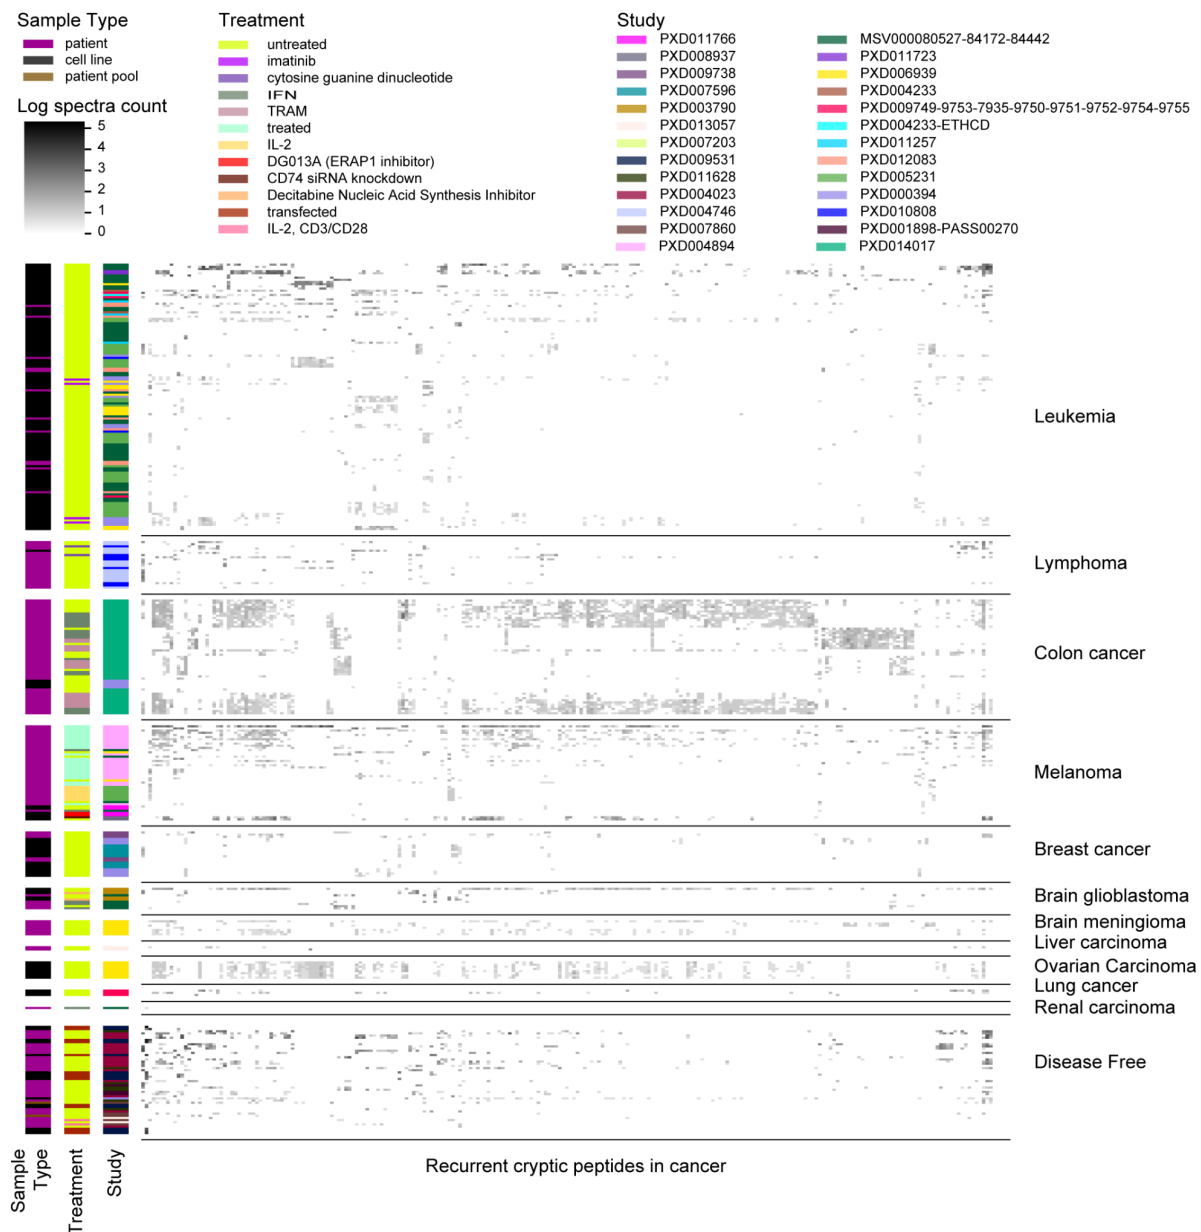 Sample Type
patient
cell line
patient pool
Log spectra count
5
4
3
2
1
0
Treatment
untreated
imatinib
cytosine guanine dinucleotide
IFN
TRAM
treated
IL-2
DG013A (ERAP1 inhibitor)
CD74 siRNA knockdown
Decitabine Nucleic Acid Synthesis Inhibitor
transfected
IL-2, CD3/CD28
Study
PXD011766
PXD008937
PXD009738
PXD007596
PXD003790
PXD013057
PXD007203
PXD009531
PXD011628
PXD004023
PXD004746
PXD007860
PXD004894
MSV000080527-84172-84442
PXD011723
PXD006939
PXD004233
PXD009749-9753-7935-9750-9751-9752-9754-9755
PXD004233-ETHCD
PXD011257
PXD012083
PXD005231
PXD000394
PXD010808
PXD001898-PASS00270
PXD014017
Leukemia
Lymphoma
Colon cancer
Melanoma
Breast cancer
Brain glioblastoma
Brain meningioma
Liver carcinoma
Ovarian Carcinoma
Lung cancer
Renal carcinoma
Disease Free
Sample
Type
Treatment
Study
Recurrent cryptic peptides in cancer